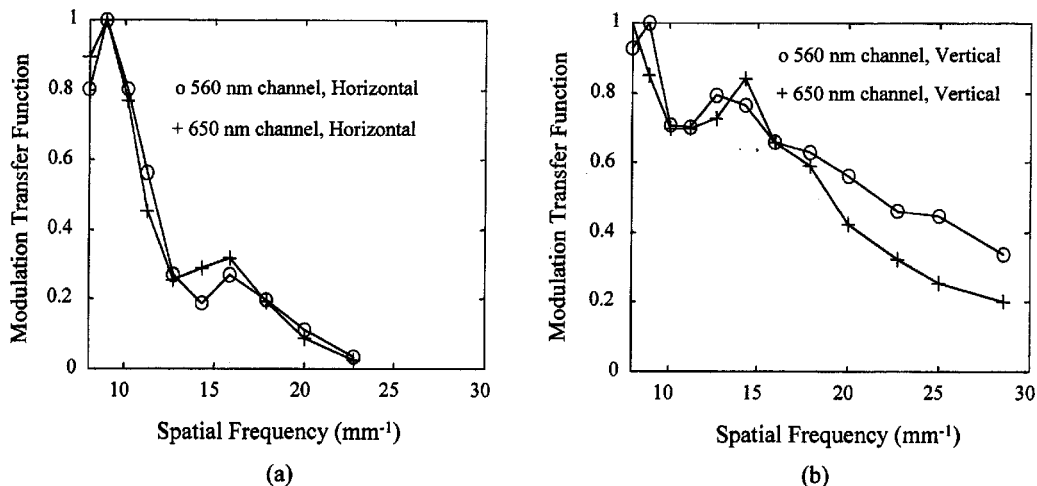 1
0.8
0.6
0.4
0.2
0
Modulation Transfer Function
o 560 nm channel, Horizontal
+ 650 nm channel, Horizontal
10 15 20 25 30
Spatial Frequency (mm⁻¹)
(a)
1
0.8
0.6
0.4
0.2
0
Modulation Transfer Function
o 560 nm channel, Vertical
+ 650 nm channel, Vertical
10 15 20 25 30
Spatial Frequency (mm⁻¹)
(b)